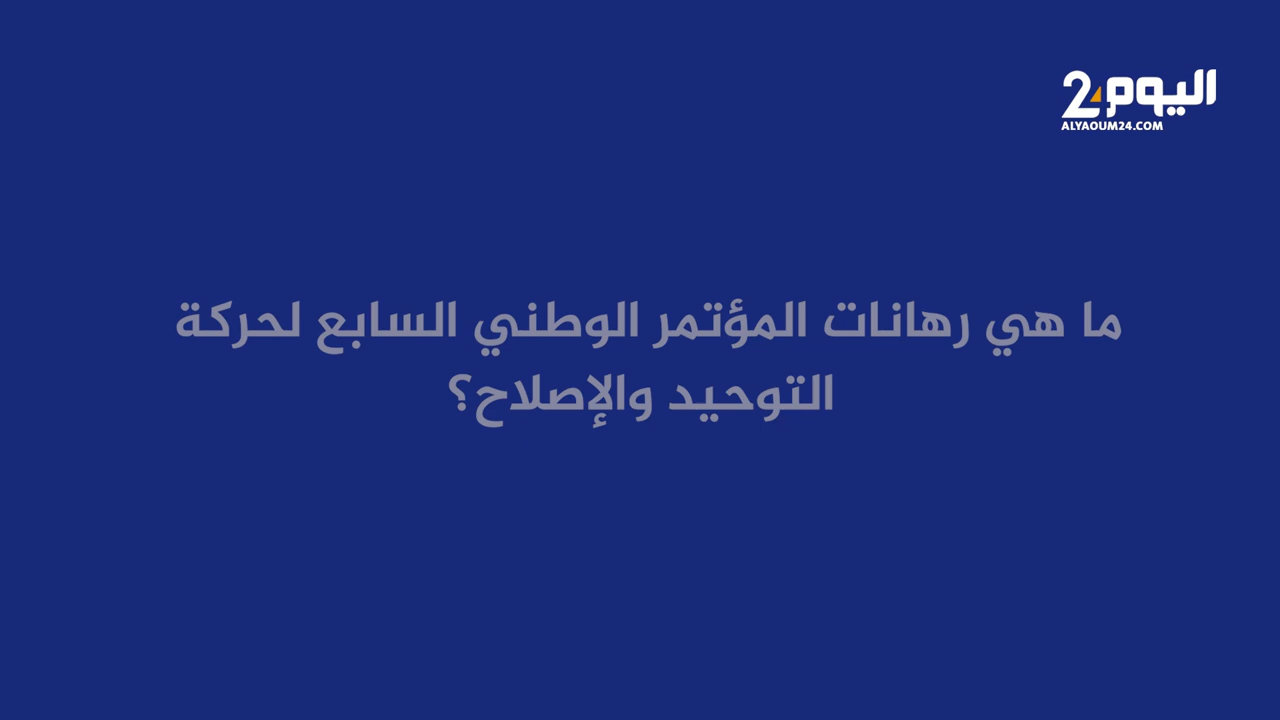 اليوم24
ALYAOUM24.COM
ما هي رهانات المؤتمر الوطني السابع لحركة
التوحيد والإصلاح؟